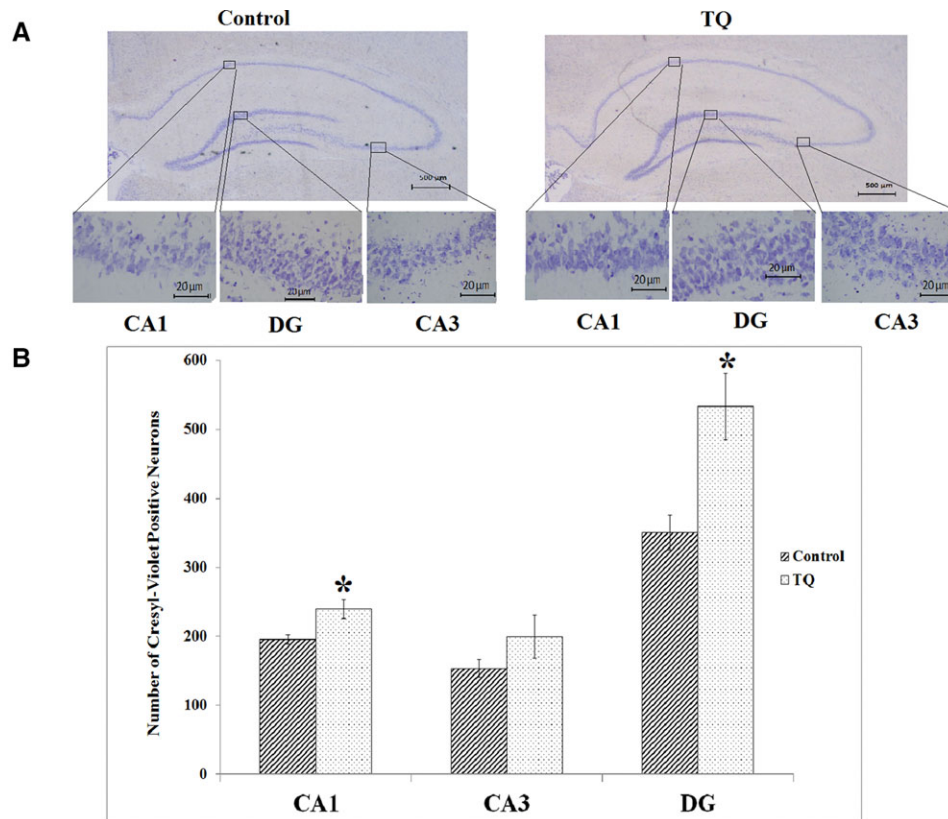 A
Control
TQ
500 µm
500 µm
20 µm
20 µm
20 µm
20 µm
20 µm
20 µm
CA1
DG
CA3
CA1
DG
CA3
B
Number of Cresyl-Violet Positive Neurons
600
500
400
300
200
100
0
*
*
Control
TQ
CA1
CA3
DG